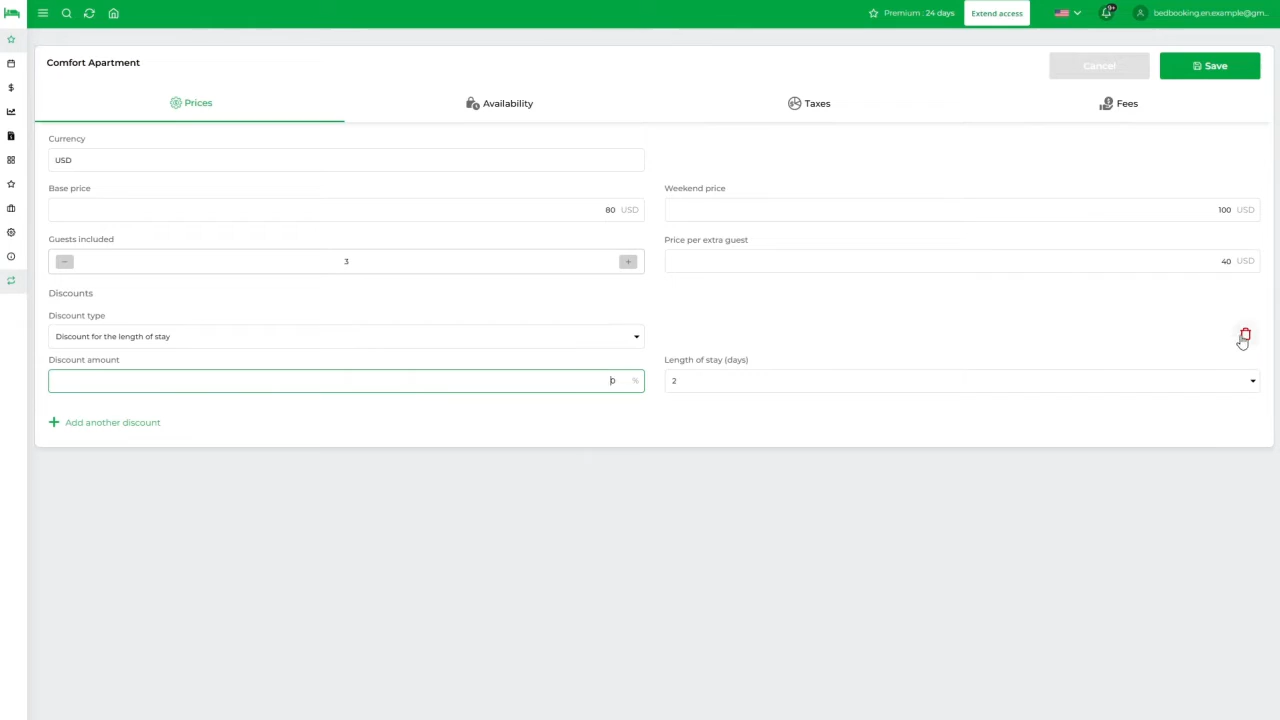 Premium : 24 days
Extend access
9+
bedbooking.en.example@gm...
Comfort Apartment
Cancel
Save
Prices
Availability
Taxes
Fees
Currency
USD
Base price
Weekend price
80 USD
100 USD
Guests included
Price per extra guest
− 3 +
40 USD
Discounts
Discount type
Discount for the length of stay
Discount amount
Length of stay (days)
0 %
2
+ Add another discount